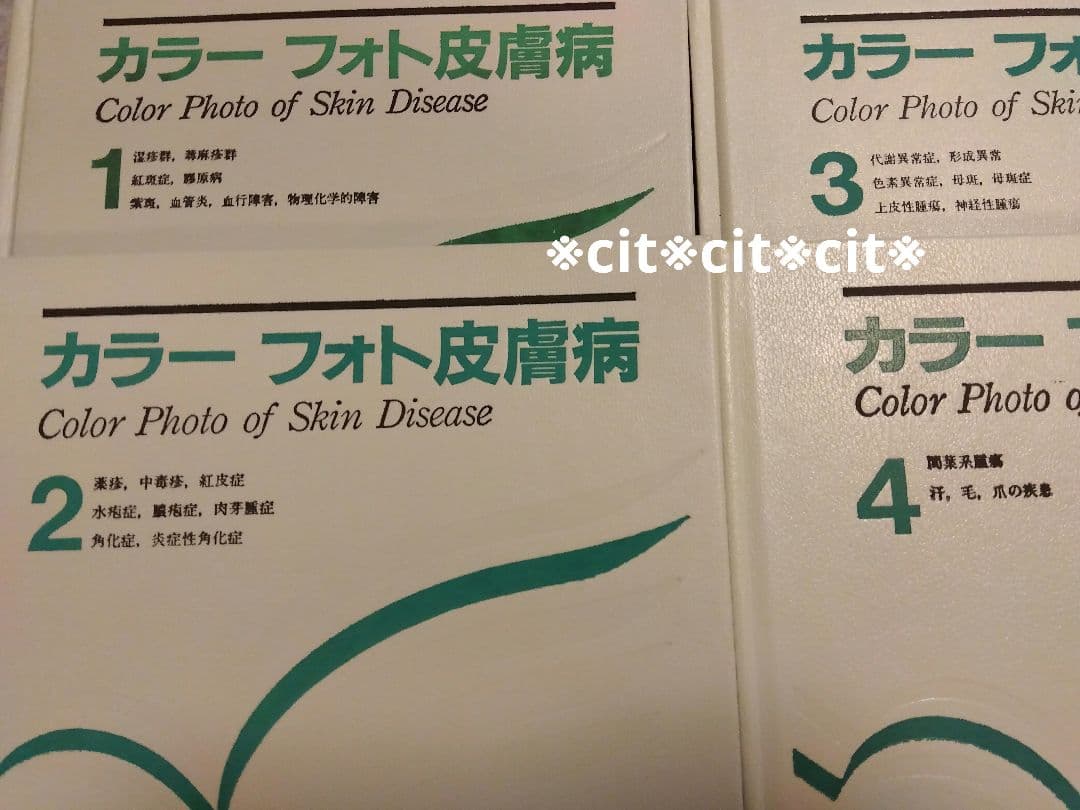 カラー フォト皮膚病
Color Photo of Skin Disease
1
湿疹群，蕁麻疹群
紅斑症，膠原病
紫斑，血管炎，血行障害，物理化学的障害
カラー フォ
Color Photo of Ski
3
代謝異常症，形成異常
色素異常症，母斑，母斑症
上皮性腫瘍，神経性腫瘍
※cit※cit※cit※
カラー フォト皮膚病
Color Photo of Skin Disease
2
薬疹，中毒疹，紅皮症
水疱症，膿疱症，肉芽腫症
角化症，炎症性角化症
カラー
Color Photo o
4
間葉系腫瘍
汗，毛，爪の疾患